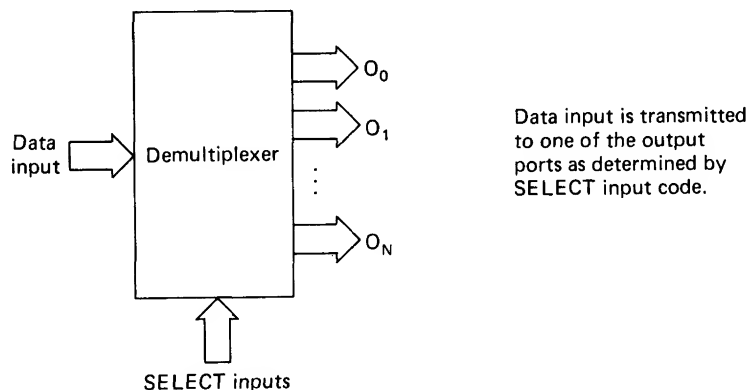 O₀
O₁
Data
input
Demultiplexer
O_N
SELECT inputs
Data input is transmitted
to one of the output
ports as determined by
SELECT input code.